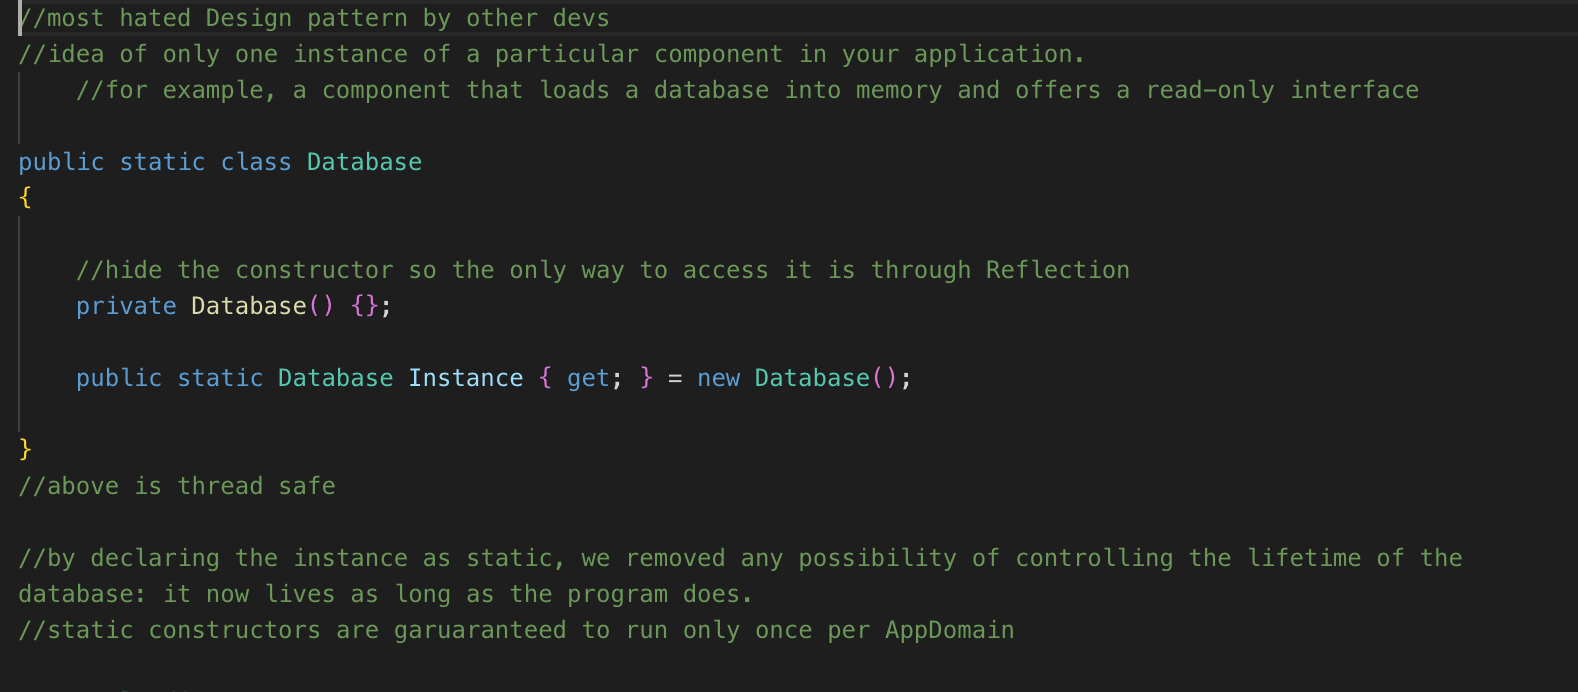 //most hated Design pattern by other devs
//idea of only one instance of a particular component in your application.
//for example, a component that loads a database into memory and offers a read-only interface
public static class Database
{
//hide the constructor so the only way to access it is through Reflection
private Database() {};
public static Database Instance { get; } = new Database();
}
//above is thread safe
//by declaring the instance as static, we removed any possibility of controlling the lifetime of the
database: it now lives as long as the program does.
//static constructors are garuaranteed to run only once per AppDomain